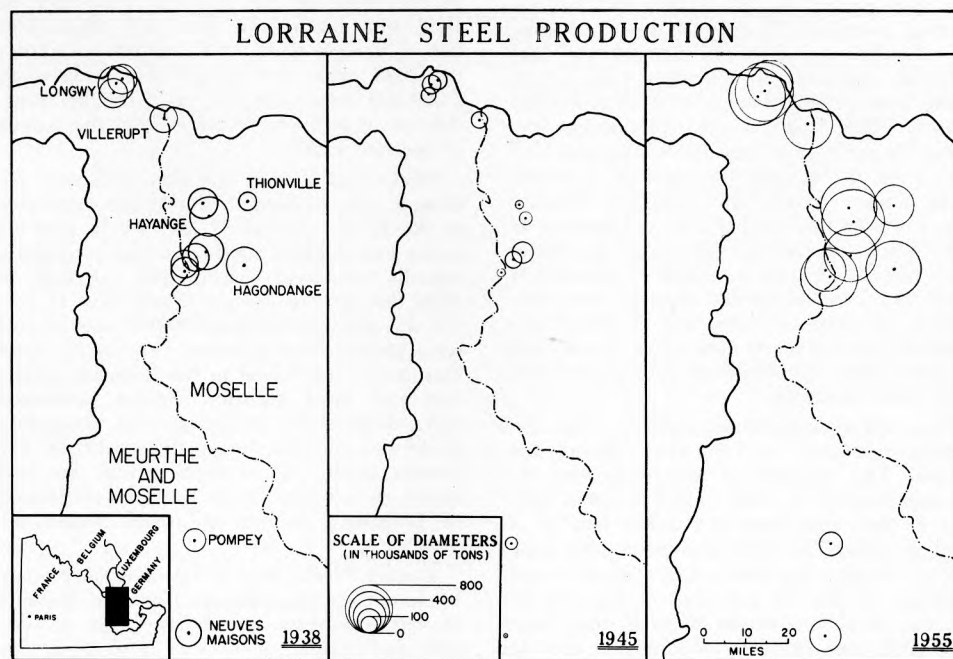 LORRAINE STEEL PRODUCTION
LONGWY
VILLERUPT
THIONVILLE
HAYANGE
HAGONDANGE
MOSELLE
MEURTHE
AND
MOSELLE
POMPEY
NEUVES
MAISONS
1938
FRANCE
BELGIUM
LUXEMBOURG
GERMANY
PARIS
SCALE OF DIAMETERS
(IN THOUSANDS OF TONS)
800
400
100
0
1945
0 10 20
MILES
1955